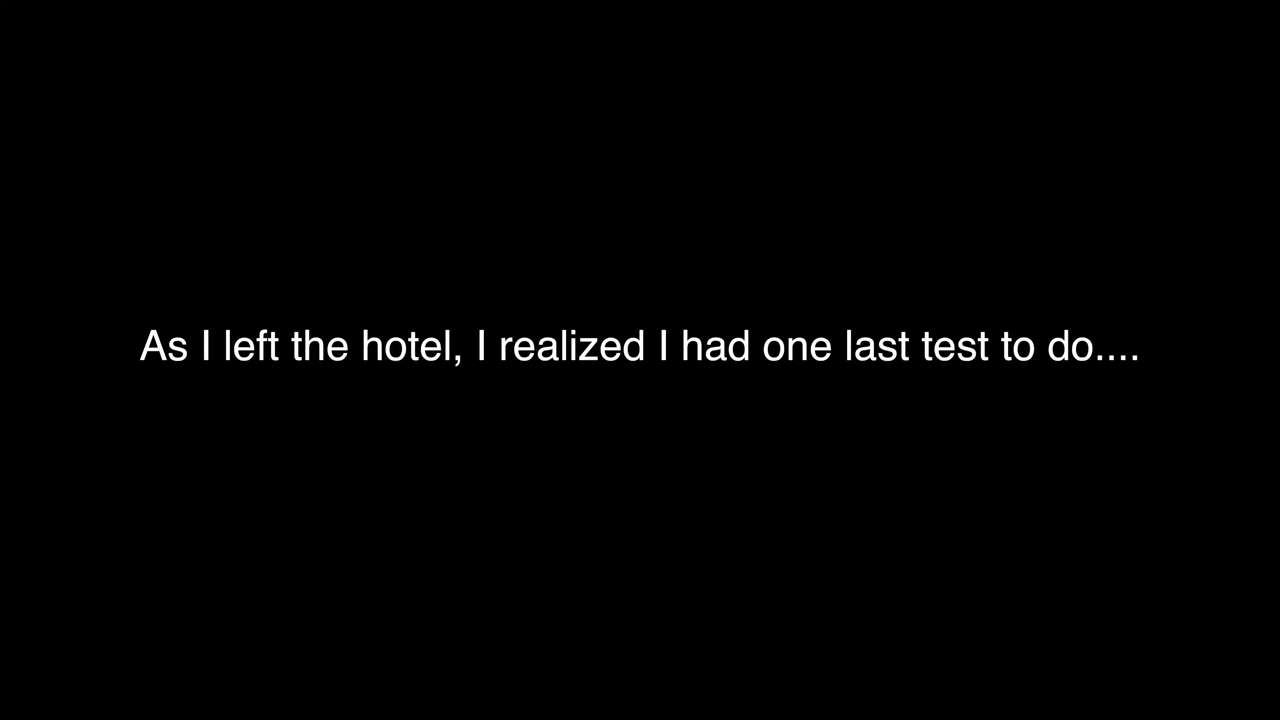 As I left the hotel, I realized I had one last test to do....